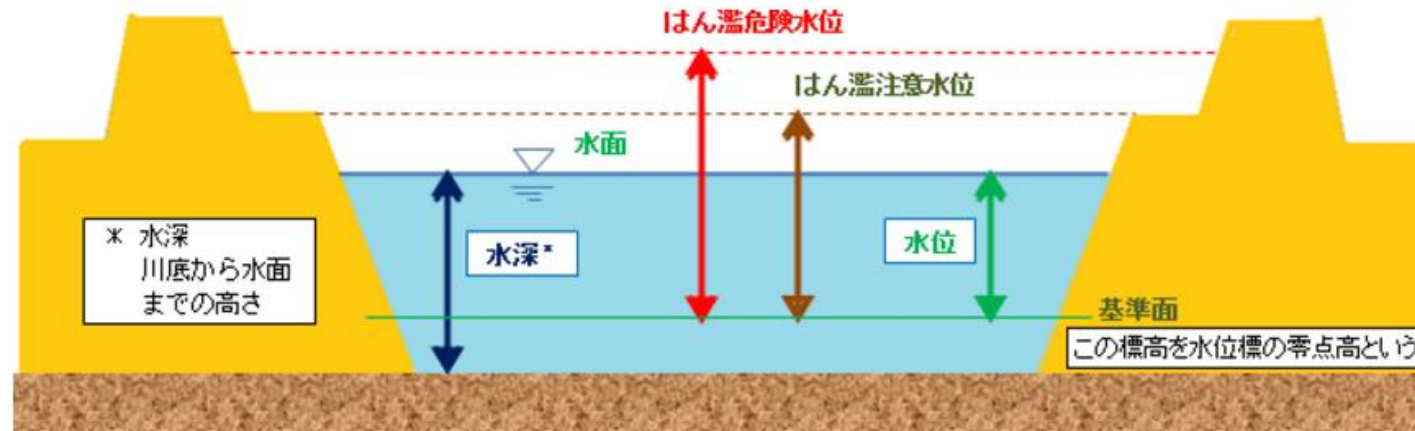 はん濫危険水位
はん濫注意水位
水面
* 水深
川底から水面
までの高さ
水深*
水位
基準面
この標高を水位標の零点高という